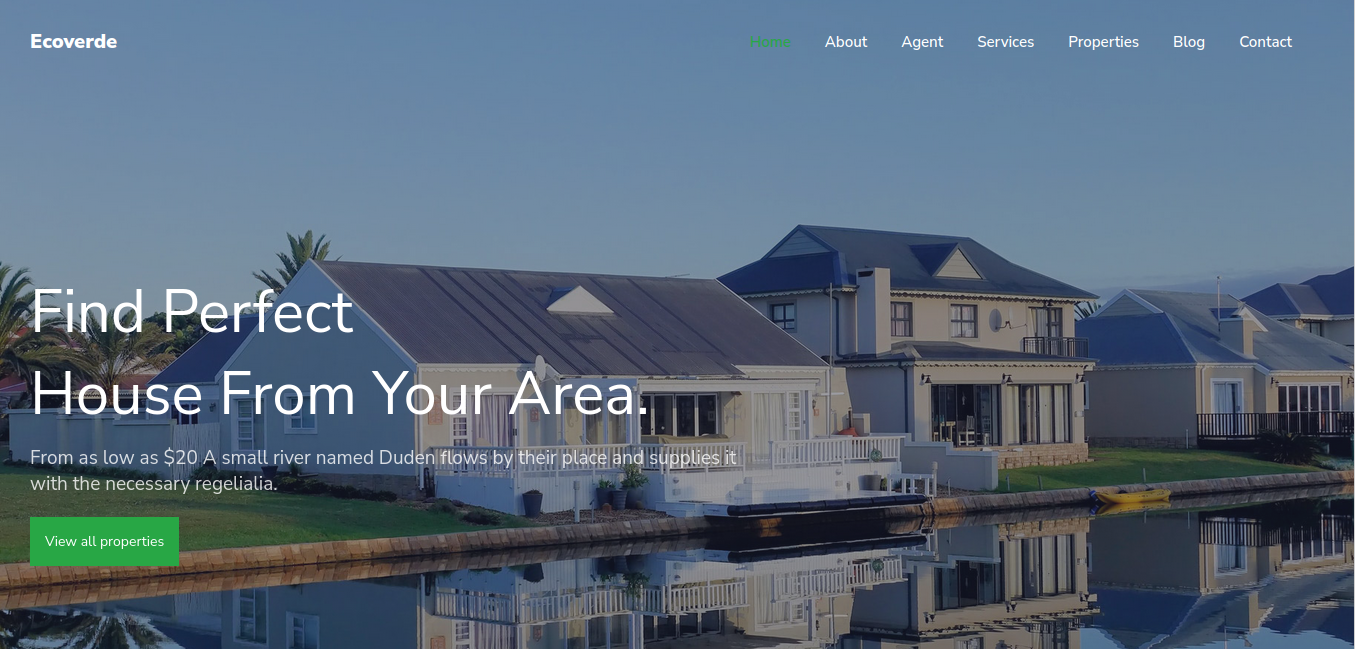 Ecoverde
Home About Agent Services Properties Blog Contact
Find Perfect
House From Your Area.
From as low as $20 A small river named Duden flows by their place and supplies it
with the necessary regelialia.
View all properties